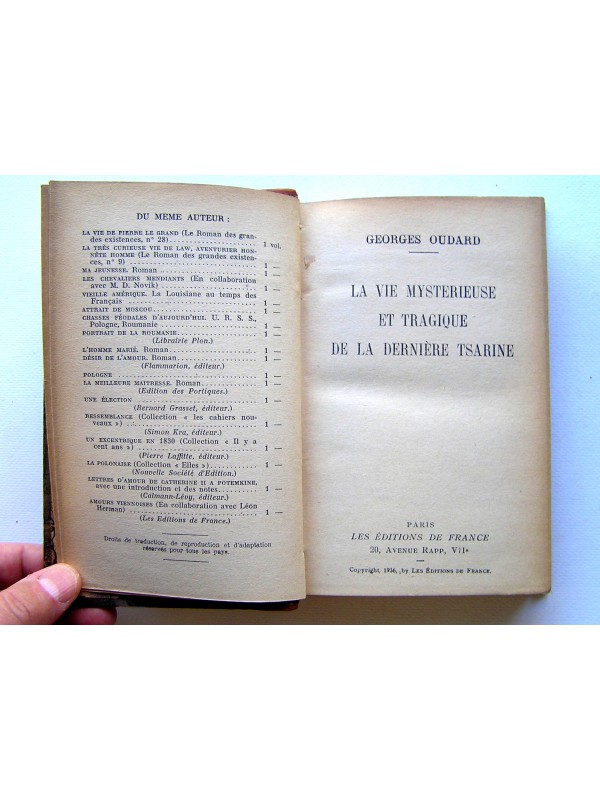 DU MEME AUTEUR :
LA VIE DE PIERRE LE GRAND (Le Roman des gran-
des existences, n° 28) ..................... 1 vol.
LA TRÈS CURIEUSE VIE DE LAW, AVENTURIER HON-
NÊTE HOMME (Le Roman des grandes existen-
ces, n° 9) ..................... 1 —
MA JEUNESSE. Roman ..................... 1 —
LES CHEVALIERS MENDIANTS (En collaboration
avec M. D. Novik) ..................... 1 —
VIEILLE AMÉRIQUE. La Louisiane au temps des
Français ..................... 1 —
ATTRAIT DE MOSCOU ..................... 1 —
CHASSES FÉODALES D'AUJOURD'HUI. U. R. S. S.,
Pologne, Roumanie ..................... 1 —
PORTRAIT DE LA ROUMANIE ..................... 1 —
(Librairie Plon.)
L'HOMME MARIÉ. Roman ..................... 1 —
DÉSIR DE L'AMOUR. Roman ..................... 1 —
(Flammarion, éditeur.)
POLOGNE ..................... 1 —
LA MEILLEURE MAITRESSE. Roman ..................... 1 —
(Edition des Portiques.)
UNE ÉLECTION ..................... 1 —
(Bernard Grasset, éditeur.)
RESSEMBLANCE (Collection « les cahiers nou-
veaux ») ..................... 1 —
(Simon Kra, éditeur.)
UN EXCENTRIQUE EN 1830 (Collection « Il y a
cent ans ») ..................... 1 —
(Pierre Laffitte, éditeur.)
LA POLONAISE (Collection « Elles ») ..................... 1 —
(Nouvelle Société d'Edition.)
LETTRES D'AMOUR DE CATHERINE II A POTEMKINE,
avec une introduction et des notes ..................... 1 —
(Calmann-Lévy, éditeur.)
AMOURS VIENNOISES (En collaboration avec Léon
Herman) ..................... 1 —
(Les Editions de France.)
Droits de traduction, de reproduction et d'adaptation
réservés pour tous les pays.
GEORGES OUDARD
LA VIE MYSTERIEUSE
ET TRAGIQUE
DE LA DERNIÈRE TSARINE
PARIS
LES ÉDITIONS DE FRANCE
20, AVENUE RAPP, VIIe
Copyright, 1936, by LES EDITIONS DE FRANCE.